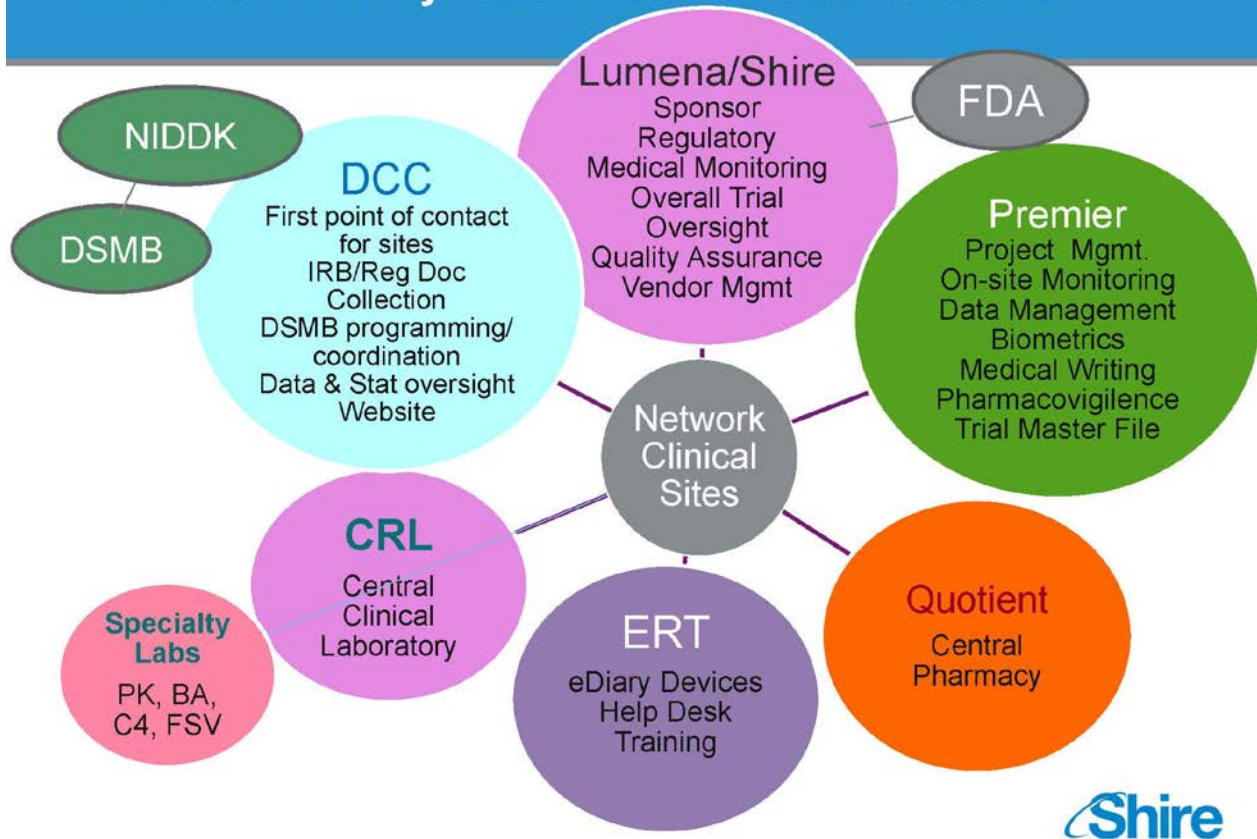 NIDDK
DSMB
DCC
First point of contact
for sites
IRB/Reg Doc
Collection
DSMB programming/
coordination
Data & Stat oversight
Website
Lumena/Shire
Sponsor
Regulatory
Medical Monitoring
Overall Trial
Oversight
Quality Assurance
Vendor Mgmt
FDA
Premier
Project Mgmt.
On-site Monitoring
Data Management
Biometrics
Medical Writing
Pharmacovigilence
Trial Master File
Network
Clinical
Sites
CRL
Central
Clinical
Laboratory
Specialty
Labs
PK, BA,
C4, FSV
ERT
eDiary Devices
Help Desk
Training
Quotient
Central
Pharmacy
Shire